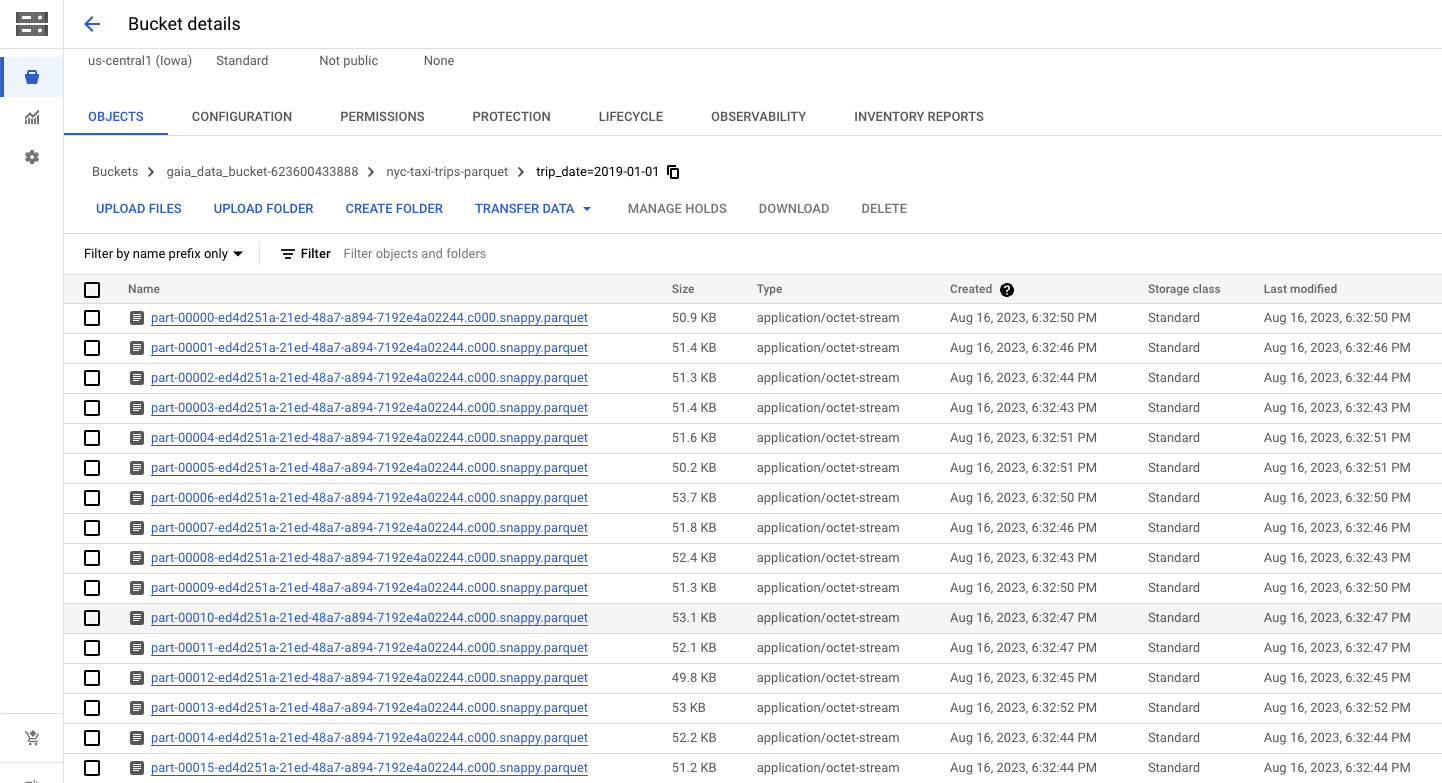 Bucket details
us-central1 (Iowa) Standard Not public None
OBJECTS CONFIGURATION PERMISSIONS PROTECTION LIFECYCLE OBSERVABILITY INVENTORY REPORTS
Buckets > gaia_data_bucket-623600433888 > nyc-taxi-trips-parquet > trip_date=2019-01-01
UPLOAD FILES UPLOAD FOLDER CREATE FOLDER TRANSFER DATA MANAGE HOLDS DOWNLOAD DELETE
Filter by name prefix only Filter Filter objects and folders
Name Size Type Created ? Storage class Last modified
part-00000-ed4d251a-21ed-48a7-a894-7192e4a02244.c000.snappy.parquet 50.9 KB application/octet-stream Aug 16, 2023, 6:32:50 PM Standard Aug 16, 2023, 6:32:50 PM
part-00001-ed4d251a-21ed-48a7-a894-7192e4a02244.c000.snappy.parquet 51.4 KB application/octet-stream Aug 16, 2023, 6:32:46 PM Standard Aug 16, 2023, 6:32:46 PM
part-00002-ed4d251a-21ed-48a7-a894-7192e4a02244.c000.snappy.parquet 51.3 KB application/octet-stream Aug 16, 2023, 6:32:44 PM Standard Aug 16, 2023, 6:32:44 PM
part-00003-ed4d251a-21ed-48a7-a894-7192e4a02244.c000.snappy.parquet 51.4 KB application/octet-stream Aug 16, 2023, 6:32:43 PM Standard Aug 16, 2023, 6:32:43 PM
part-00004-ed4d251a-21ed-48a7-a894-7192e4a02244.c000.snappy.parquet 51.6 KB application/octet-stream Aug 16, 2023, 6:32:51 PM Standard Aug 16, 2023, 6:32:51 PM
part-00005-ed4d251a-21ed-48a7-a894-7192e4a02244.c000.snappy.parquet 50.2 KB application/octet-stream Aug 16, 2023, 6:32:51 PM Standard Aug 16, 2023, 6:32:51 PM
part-00006-ed4d251a-21ed-48a7-a894-7192e4a02244.c000.snappy.parquet 53.7 KB application/octet-stream Aug 16, 2023, 6:32:50 PM Standard Aug 16, 2023, 6:32:50 PM
part-00007-ed4d251a-21ed-48a7-a894-7192e4a02244.c000.snappy.parquet 51.8 KB application/octet-stream Aug 16, 2023, 6:32:46 PM Standard Aug 16, 2023, 6:32:46 PM
part-00008-ed4d251a-21ed-48a7-a894-7192e4a02244.c000.snappy.parquet 52.4 KB application/octet-stream Aug 16, 2023, 6:32:43 PM Standard Aug 16, 2023, 6:32:43 PM
part-00009-ed4d251a-21ed-48a7-a894-7192e4a02244.c000.snappy.parquet 51.3 KB application/octet-stream Aug 16, 2023, 6:32:50 PM Standard Aug 16, 2023, 6:32:50 PM
part-00010-ed4d251a-21ed-48a7-a894-7192e4a02244.c000.snappy.parquet 53.1 KB application/octet-stream Aug 16, 2023, 6:32:47 PM Standard Aug 16, 2023, 6:32:47 PM
part-00011-ed4d251a-21ed-48a7-a894-7192e4a02244.c000.snappy.parquet 52.1 KB application/octet-stream Aug 16, 2023, 6:32:47 PM Standard Aug 16, 2023, 6:32:47 PM
part-00012-ed4d251a-21ed-48a7-a894-7192e4a02244.c000.snappy.parquet 49.8 KB application/octet-stream Aug 16, 2023, 6:32:45 PM Standard Aug 16, 2023, 6:32:45 PM
part-00013-ed4d251a-21ed-48a7-a894-7192e4a02244.c000.snappy.parquet 53 KB application/octet-stream Aug 16, 2023, 6:32:52 PM Standard Aug 16, 2023, 6:32:52 PM
part-00014-ed4d251a-21ed-48a7-a894-7192e4a02244.c000.snappy.parquet 52.2 KB application/octet-stream Aug 16, 2023, 6:32:44 PM Standard Aug 16, 2023, 6:32:44 PM
part-00015-ed4d251a-21ed-48a7-a894-7192e4a02244.c000.snappy.parquet 51.2 KB application/octet-stream Aug 16, 2023, 6:32:44 PM Standard Aug 16, 2023, 6:32:44 PM